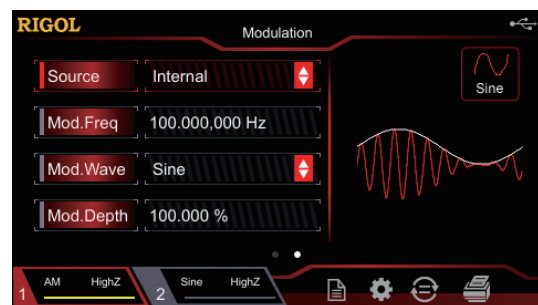 RIGOL
Modulation
Source Internal
Sine
Mod.Freq 100.000,000 Hz
Mod.Wave Sine
Mod.Depth 100.000 %
1 AM HighZ 2 Sine HighZ